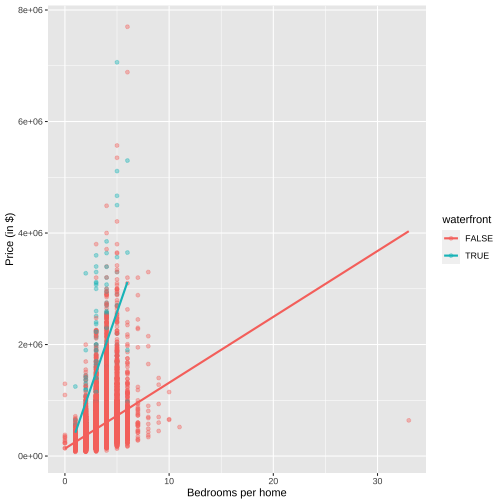 8e+06
6e+06
4e+06
2e+06
0e+00
0 10 20 30
Bedrooms per home
Price (in $)
waterfront
FALSE
TRUE